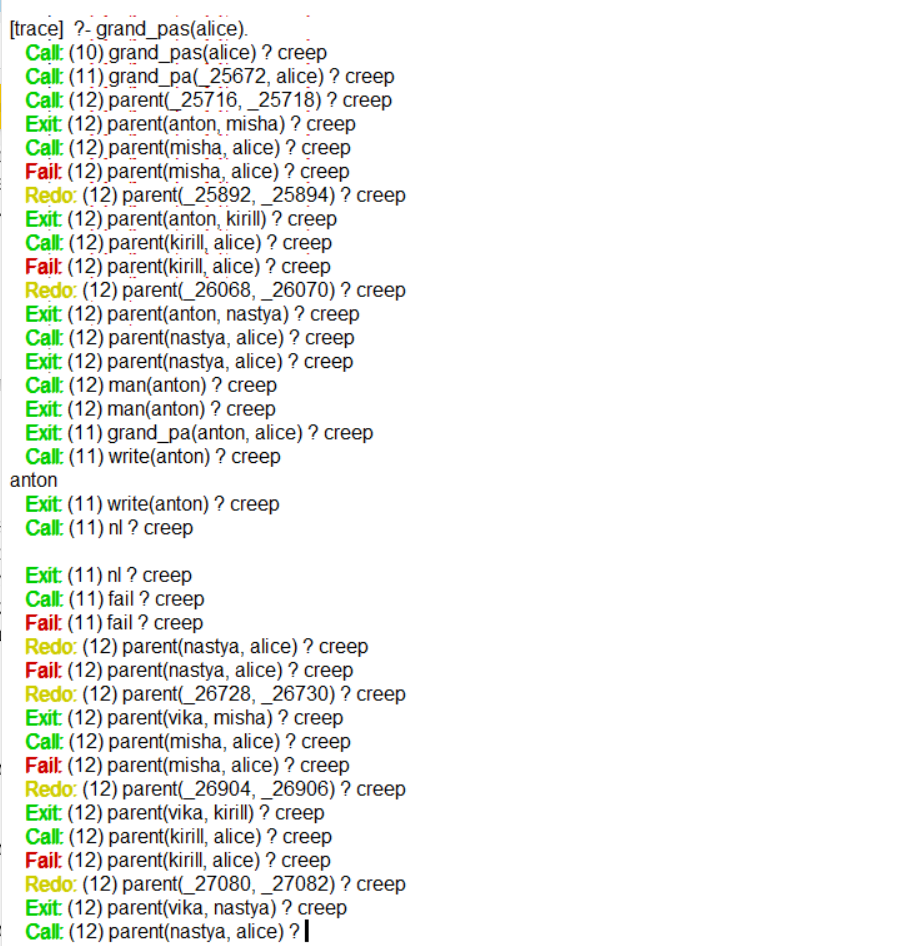 [trace]  ?- grand_pas(alice).
Call: (10) grand_pas(alice) ? creep
Call: (11) grand_pa(_25672, alice) ? creep
Call: (12) parent(_25716, _25718) ? creep
Exit: (12) parent(anton, misha) ? creep
Call: (12) parent(misha, alice) ? creep
Fail: (12) parent(misha, alice) ? creep
Redo: (12) parent(_25892, _25894) ? creep
Exit: (12) parent(anton, kirill) ? creep
Call: (12) parent(kirill, alice) ? creep
Fail: (12) parent(kirill, alice) ? creep
Redo: (12) parent(_26068, _26070) ? creep
Exit: (12) parent(anton, nastya) ? creep
Call: (12) parent(nastya, alice) ? creep
Exit: (12) parent(nastya, alice) ? creep
Call: (12) man(anton) ? creep
Exit: (12) man(anton) ? creep
Exit: (11) grand_pa(anton, alice) ? creep
Call: (11) write(anton) ? creep
anton
Exit: (11) write(anton) ? creep
Call: (11) nl ? creep
Exit: (11) nl ? creep
Call: (11) fail ? creep
Fail: (11) fail ? creep
Redo: (12) parent(nastya, alice) ? creep
Fail: (12) parent(nastya, alice) ? creep
Redo: (12) parent(_26728, _26730) ? creep
Exit: (12) parent(vika, misha) ? creep
Call: (12) parent(misha, alice) ? creep
Fail: (12) parent(misha, alice) ? creep
Redo: (12) parent(_26904, _26906) ? creep
Exit: (12) parent(vika, kirill) ? creep
Call: (12) parent(kirill, alice) ? creep
Fail: (12) parent(kirill, alice) ? creep
Redo: (12) parent(_27080, _27082) ? creep
Exit: (12) parent(vika, nastya) ? creep
Call: (12) parent(nastya, alice) ?